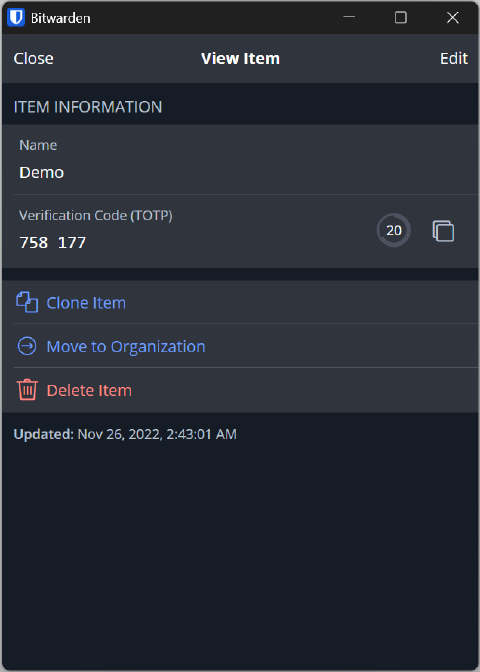 Bitwarden
Close View Item Edit
ITEM INFORMATION
Name
Demo
Verification Code (TOTP)
758 177
20
Clone Item
Move to Organization
Delete Item
Updated: Nov 26, 2022, 2:43:01 AM